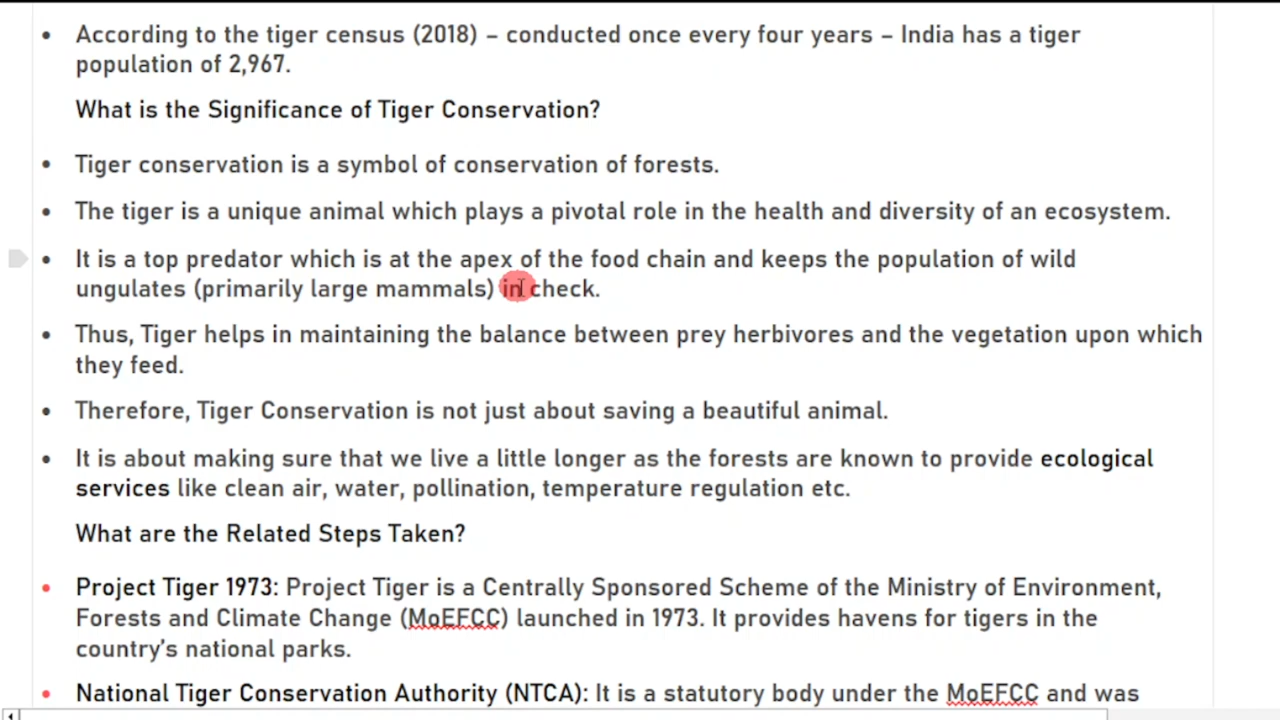 • According to the tiger census (2018) – conducted once every four years – India has a tiger
population of 2,967.
What is the Significance of Tiger Conservation?
• Tiger conservation is a symbol of conservation of forests.
• The tiger is a unique animal which plays a pivotal role in the health and diversity of an ecosystem.
• It is a top predator which is at the apex of the food chain and keeps the population of wild
ungulates (primarily large mammals) in check.
• Thus, Tiger helps in maintaining the balance between prey herbivores and the vegetation upon which
they feed.
• Therefore, Tiger Conservation is not just about saving a beautiful animal.
• It is about making sure that we live a little longer as the forests are known to provide ecological
services like clean air, water, pollination, temperature regulation etc.
What are the Related Steps Taken?
• Project Tiger 1973: Project Tiger is a Centrally Sponsored Scheme of the Ministry of Environment,
Forests and Climate Change (MoEFCC) launched in 1973. It provides havens for tigers in the
country's national parks.
• National Tiger Conservation Authority (NTCA): It is a statutory body under the MoEFCC and was